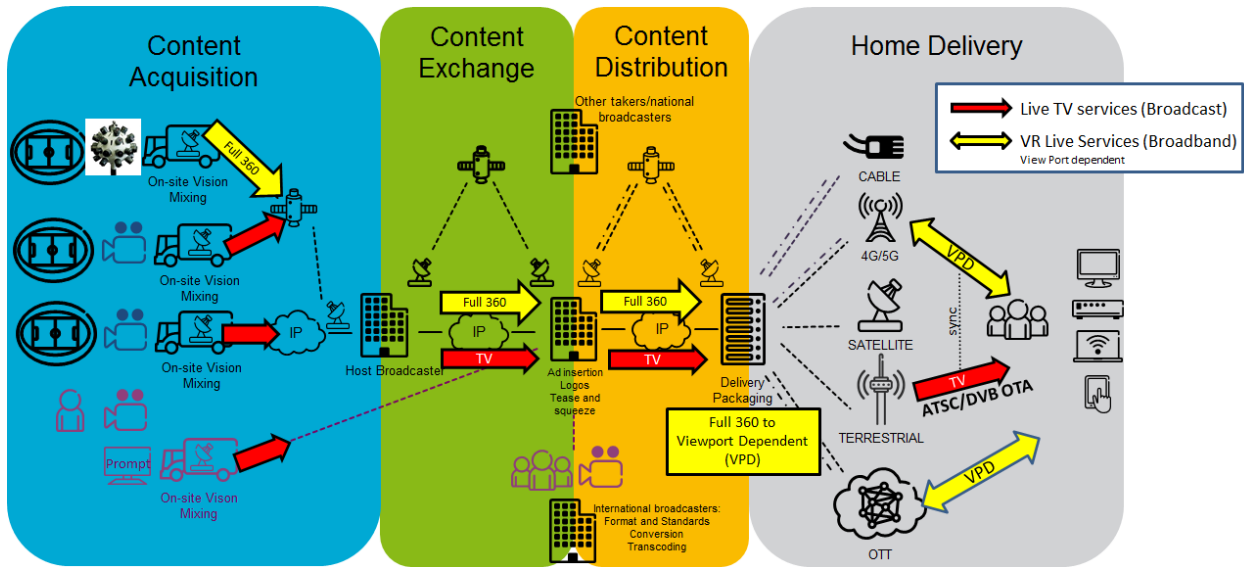 Content
Acquisition
Content
Exchange
Content
Distribution
Home Delivery
Live TV services (Broadcast)
VR Live Services (Broadband)
View Port dependent
Full 360
On-site Vision
Mixing
On-site Vision
Mixing
IP
On-site Vision
Mixing
Prompt
On-site Vison
Mixing
Host Broadcaster
Full 360
IP
TV
Other takers/national
broadcasters
Ad insertion
Logos
Tease and
squeeze
Full 360
IP
TV
International broadcasters:
Format and Standards
Conversion
Transcoding
Delivery
Packaging
Full 360 to
Viewport Dependent
(VPD)
CABLE
4G/5G
SATELLITE
TERRESTRIAL
OTT
VPD
sync
TV
ATSC/DVB OTA
VPD